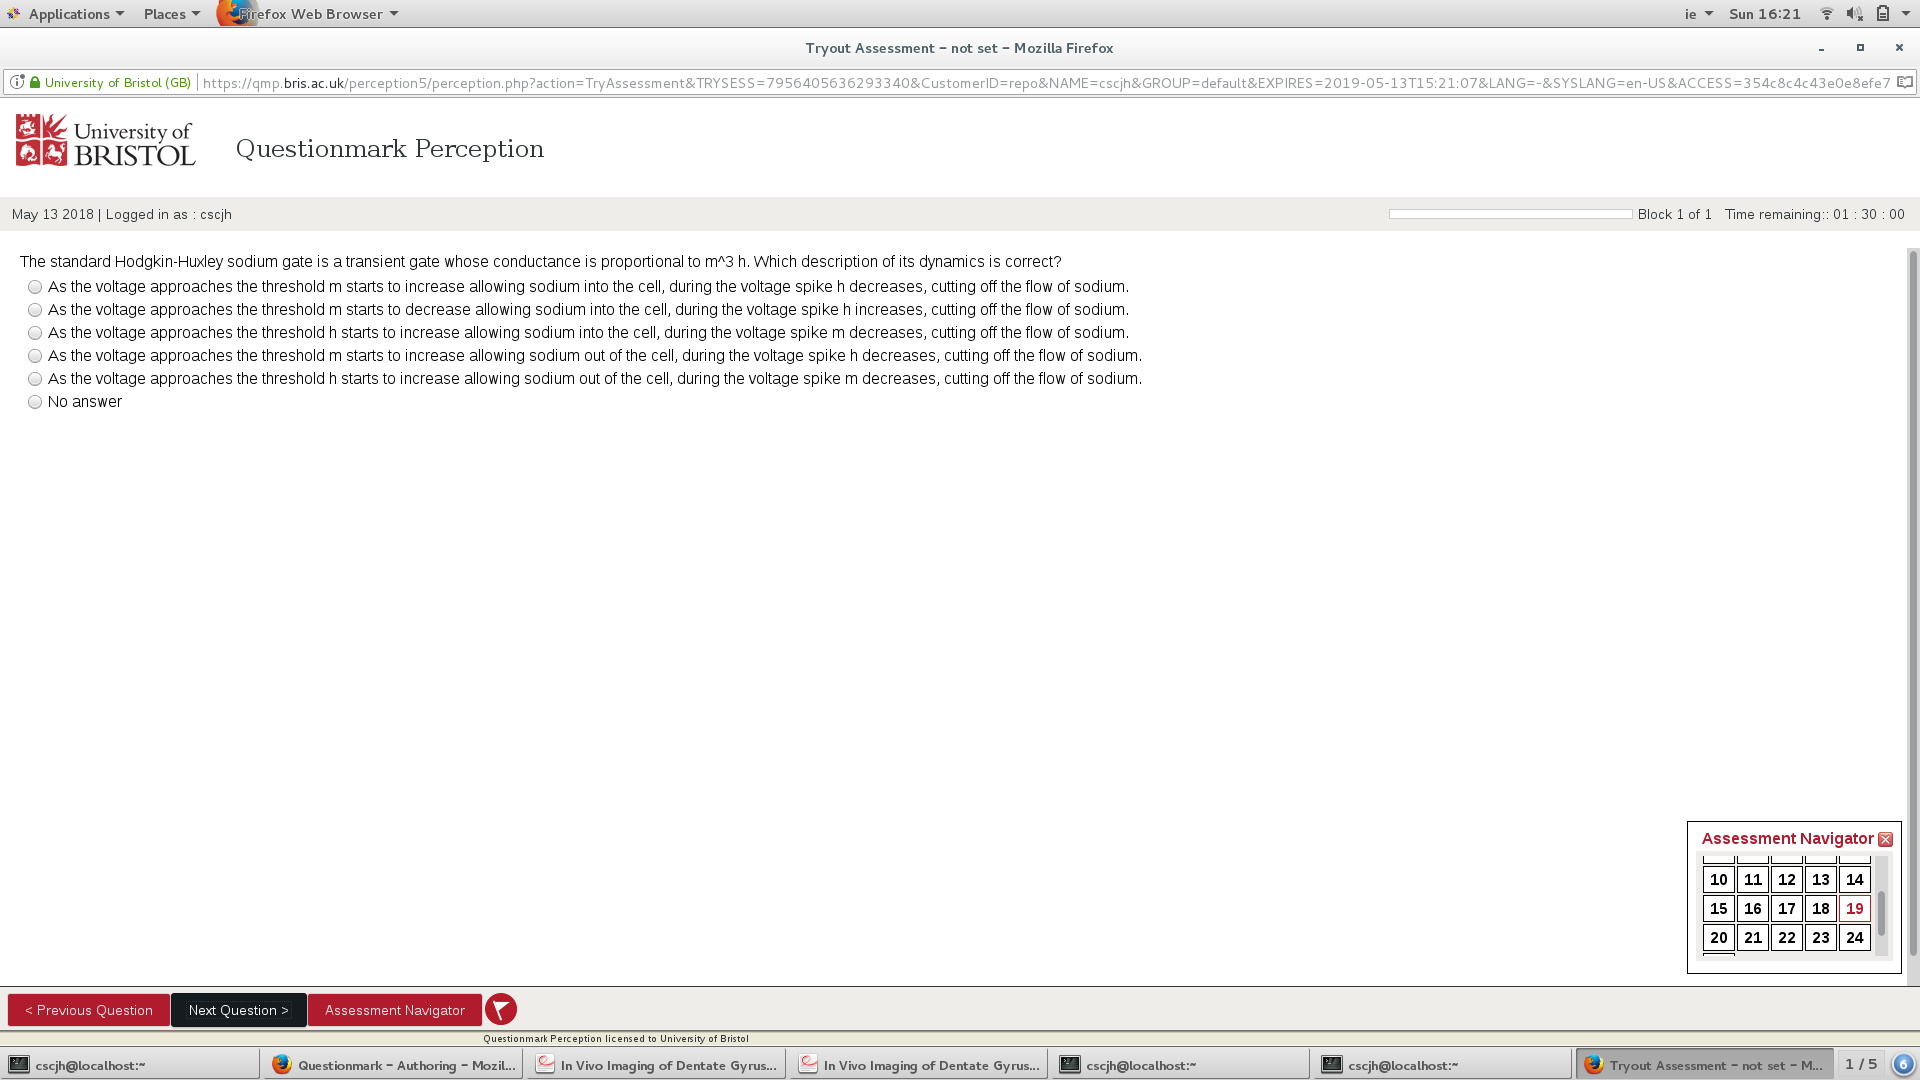 Applications Places Firefox Web Browser ie Sun 16:21
Tryout Assessment – not set – Mozilla Firefox
University of Bristol (GB) https://qmp.bris.ac.uk/perception5/perception.php?action=TryAssessment&TRYSESS=7956405636293340&CustomerID=repo&NAME=cscjh&GROUP=default&EXPIRES=2019-05-13T15:21:07&LANG=-&SYSLANG=en-US&ACCESS=354c8c4c43e0e8efe7
University of
BRISTOL
Questionmark Perception
May 13 2018 | Logged in as : cscjh Block 1 of 1 Time remaining:: 01 : 30 : 00
The standard Hodgkin-Huxley sodium gate is a transient gate whose conductance is proportional to m^3 h. Which description of its dynamics is correct?
As the voltage approaches the threshold m starts to increase allowing sodium into the cell, during the voltage spike h decreases, cutting off the flow of sodium.
As the voltage approaches the threshold m starts to decrease allowing sodium into the cell, during the voltage spike h increases, cutting off the flow of sodium.
As the voltage approaches the threshold h starts to increase allowing sodium into the cell, during the voltage spike m decreases, cutting off the flow of sodium.
As the voltage approaches the threshold m starts to increase allowing sodium out of the cell, during the voltage spike h decreases, cutting off the flow of sodium.
As the voltage approaches the threshold h starts to increase allowing sodium out of the cell, during the voltage spike m decreases, cutting off the flow of sodium.
No answer
Assessment Navigator
10 11 12 13 14
15 16 17 18 19
20 21 22 23 24
< Previous Question Next Question > Assessment Navigator
Questionmark Perception licensed to University of Bristol
cscjh@localhost:~ Questionmark – Authoring – Mozil... In Vivo Imaging of Dentate Gyrus... In Vivo Imaging of Dentate Gyrus... cscjh@localhost:~ cscjh@localhost:~ Tryout Assessment – not set – M... 1 / 5 6